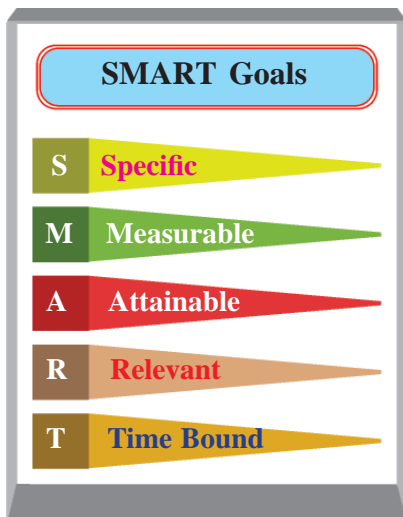 SMART Goals
S Specific
M Measurable
A Attainable
R Relevant
T Time Bound